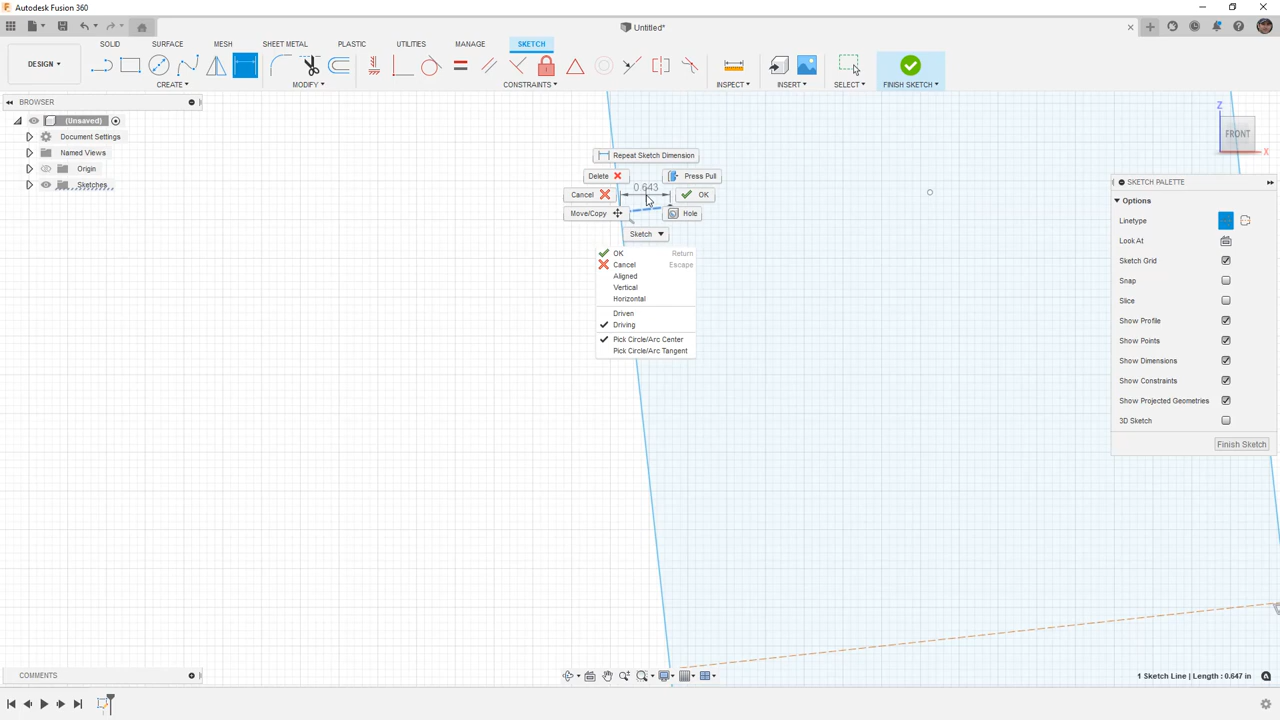 Autodesk Fusion 360
Untitled*
DESIGN
SOLID
SURFACE
MESH
SHEET METAL
PLASTIC
UTILITIES
MANAGE
SKETCH
CREATE
MODIFY
CONSTRAINTS
INSPECT
INSERT
SELECT
FINISH SKETCH
BROWSER
(Unsaved)
Document Settings
Named Views
Origin
Sketches
Z
FRONT
X
Repeat Sketch Dimension
Delete
Press Pull
0.643
Cancel
OK
Move/Copy
Hole
Sketch
OK Return
Cancel Escape
Aligned
Vertical
Horizontal
Driven
Driving
Pick Circle/Arc Center
Pick Circle/Arc Tangent
SKETCH PALETTE
Options
Linetype
Look At
Sketch Grid
Snap
Slice
Show Profile
Show Points
Show Dimensions
Show Constraints
Show Projected Geometries
3D Sketch
Finish Sketch
COMMENTS
1 Sketch Line | Length : 0.647 in